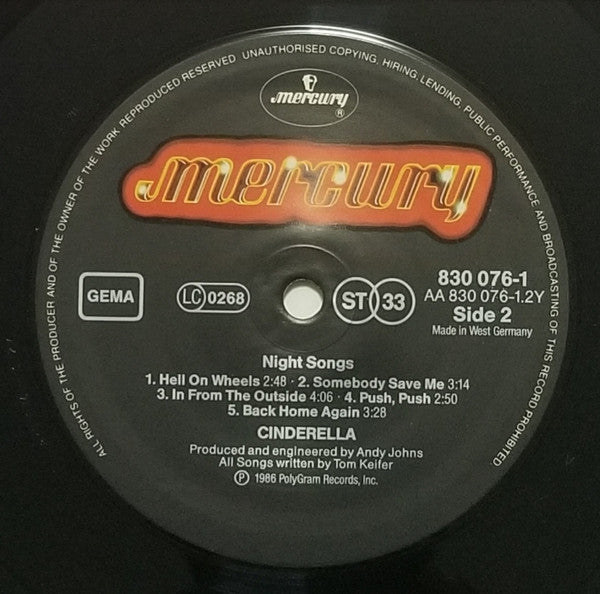 ALL RIGHTS OF THE PRODUCER AND OF THE OWNER OF THE WORK REPRODUCED RESERVED UNAUTHORISED COPYING, HIRING, LENDING, PUBLIC PERFORMANCE AND BROADCASTING OF THIS RECORD PROHIBITED.
mercury
®
mercury
GEMA
LC 0268
ST 33
830 076-1
AA 830 076-1.2Y
Side 2
Made in West Germany
Night Songs
1. Hell On Wheels 2:48 · 2. Somebody Save Me 3:14
3. In From The Outside 4:06 · 4. Push, Push 2:50
5. Back Home Again 3:28
CINDERELLA
Produced and engineered by Andy Johns
All Songs written by Tom Keifer
℗ 1986 PolyGram Records, Inc.